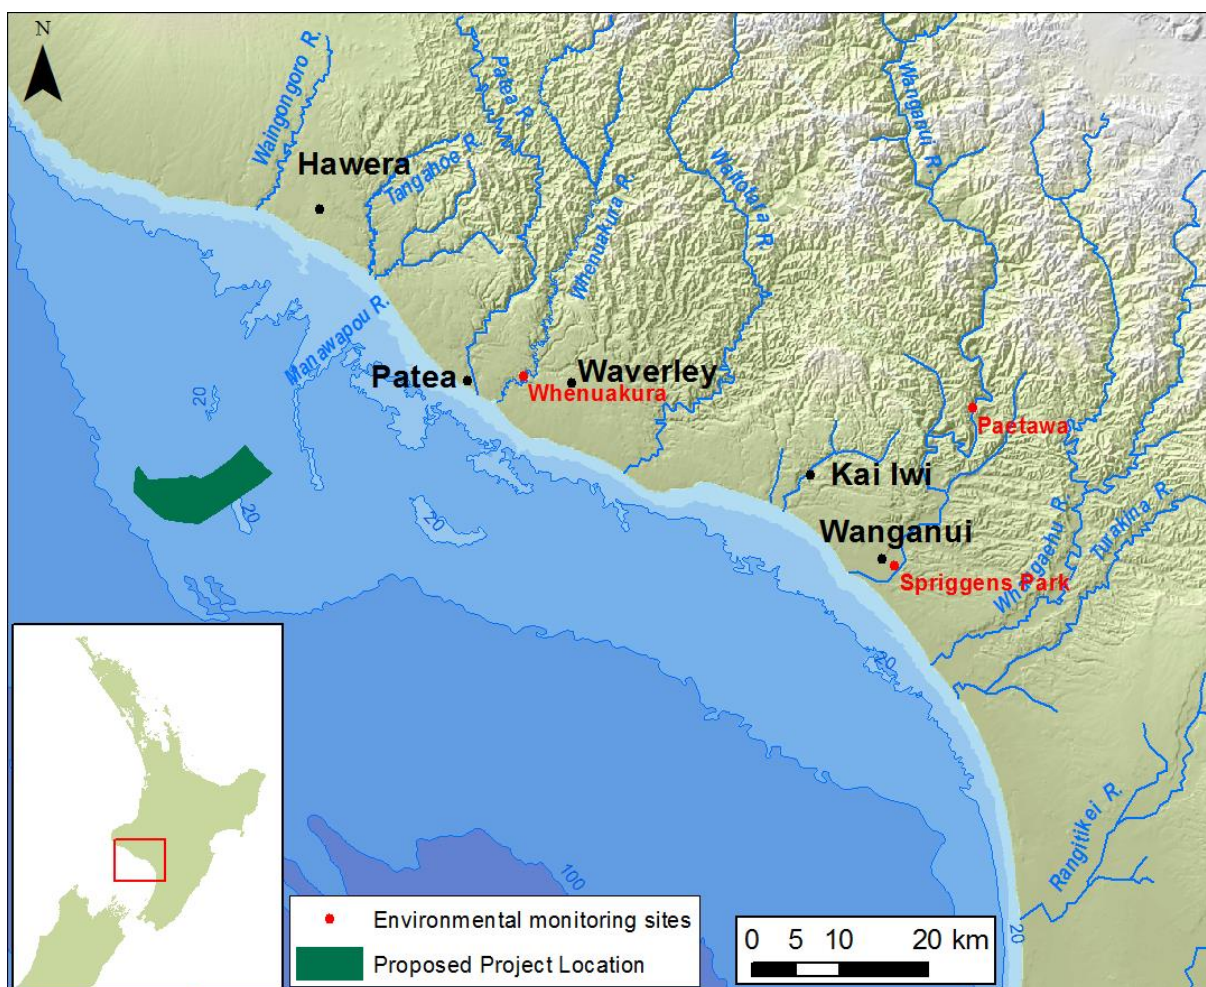 N
Waingongoro R.
Patea R.
Wanganui R.
Hawera
Tangahoe R.
Waitotara R.
Whenuakura R.
Manawapou R.
Patea
Waverley
Whenuakura
20
Paetawa
Kai Iwi
20
20
Wanganui
Whangaehu R.
Turakina R.
Spriggens Park
20
Rangitikei R.
100
20
Environmental monitoring sites
Proposed Project Location
0 5 10 20 km